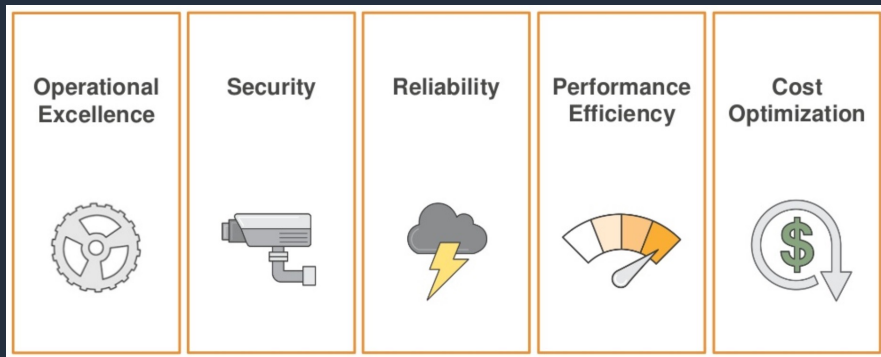 Operational
Excellence
Security
Reliability
Performance
Efficiency
Cost
Optimization
$